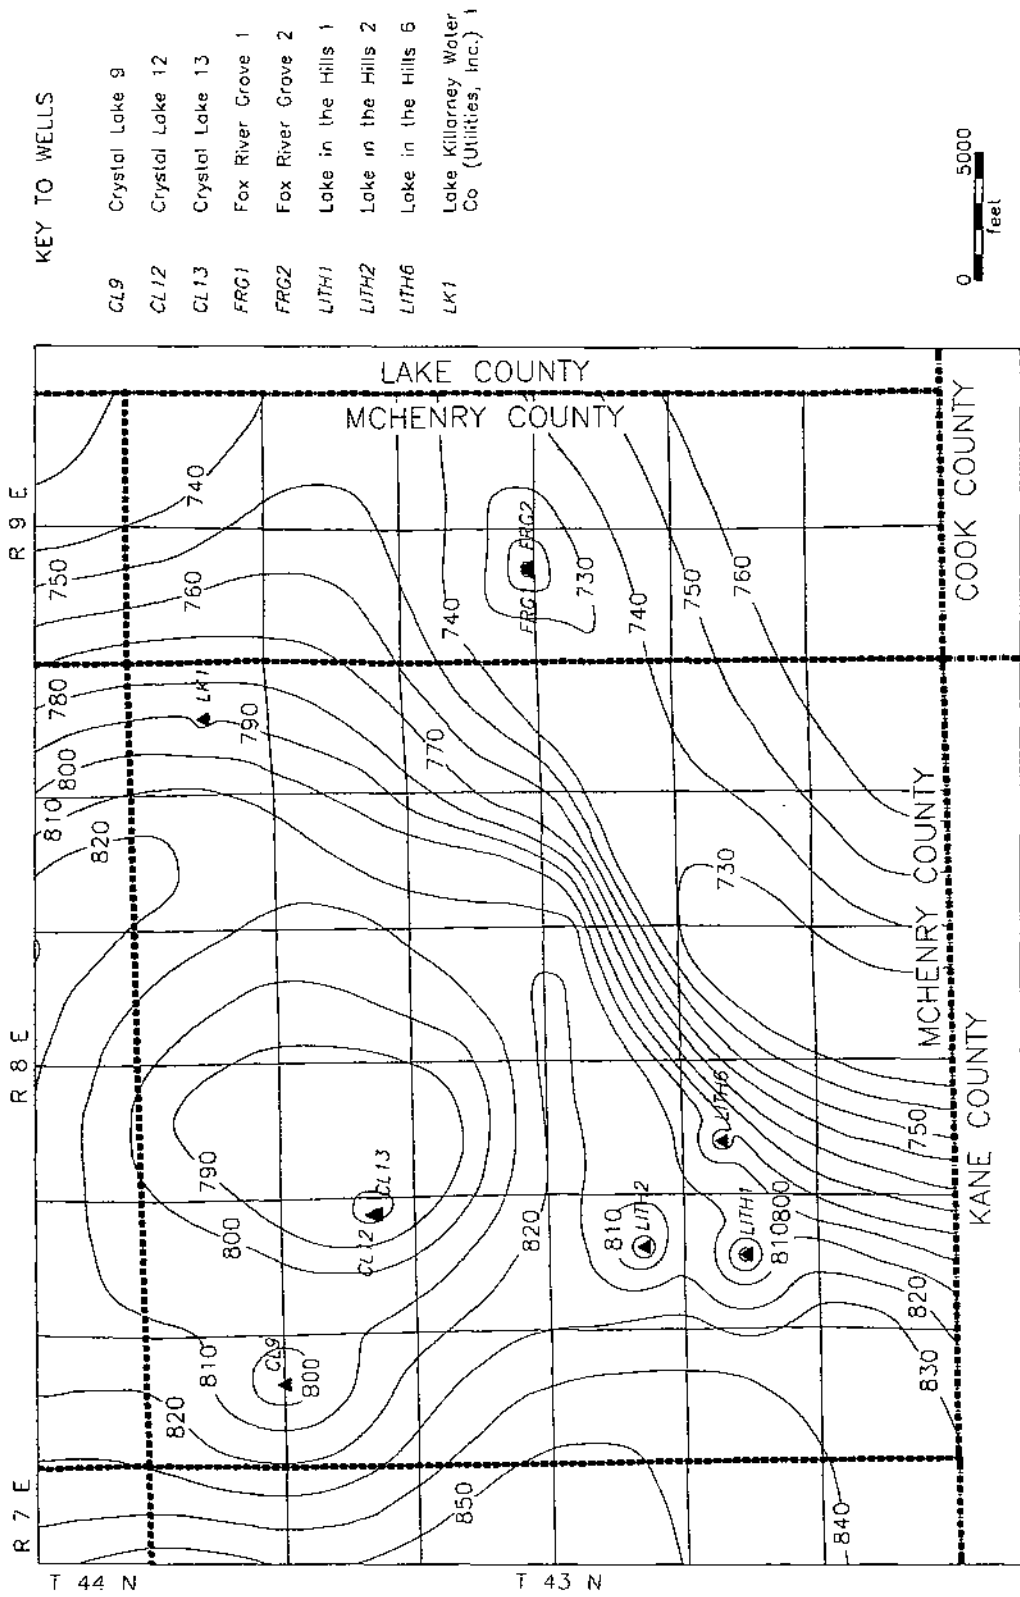 KEY TO WELLS
CL9 Crystal Lake 9
CL12 Crystal Lake 12
CL13 Crystal Lake 13
FRG1 Fox River Grove 1
FRG2 Fox River Grove 2
LITH1 Lake in the Hills 1
LITH2 Lake in the Hills 2
LITH6 Lake in the Hills 6
LK1 Lake Killarney Water
Co (Utilities, Inc.) 1
0 5000
feet
R 7 E
R 8 E
R 9 E
T 44 N
T 43 N
LAKE COUNTY
MCHENRY COUNTY
COOK COUNTY
MCHENRY COUNTY
KANE COUNTY
820
810
800
790
780
750
760
740
820
810
800
790
770
740
730
740
750
760
730
750
850
840
830
820
810
800
820
810
800
CL9
CL12
CL13
LK1
FRG1
FRG2
LITH2
LITH1
LITH6